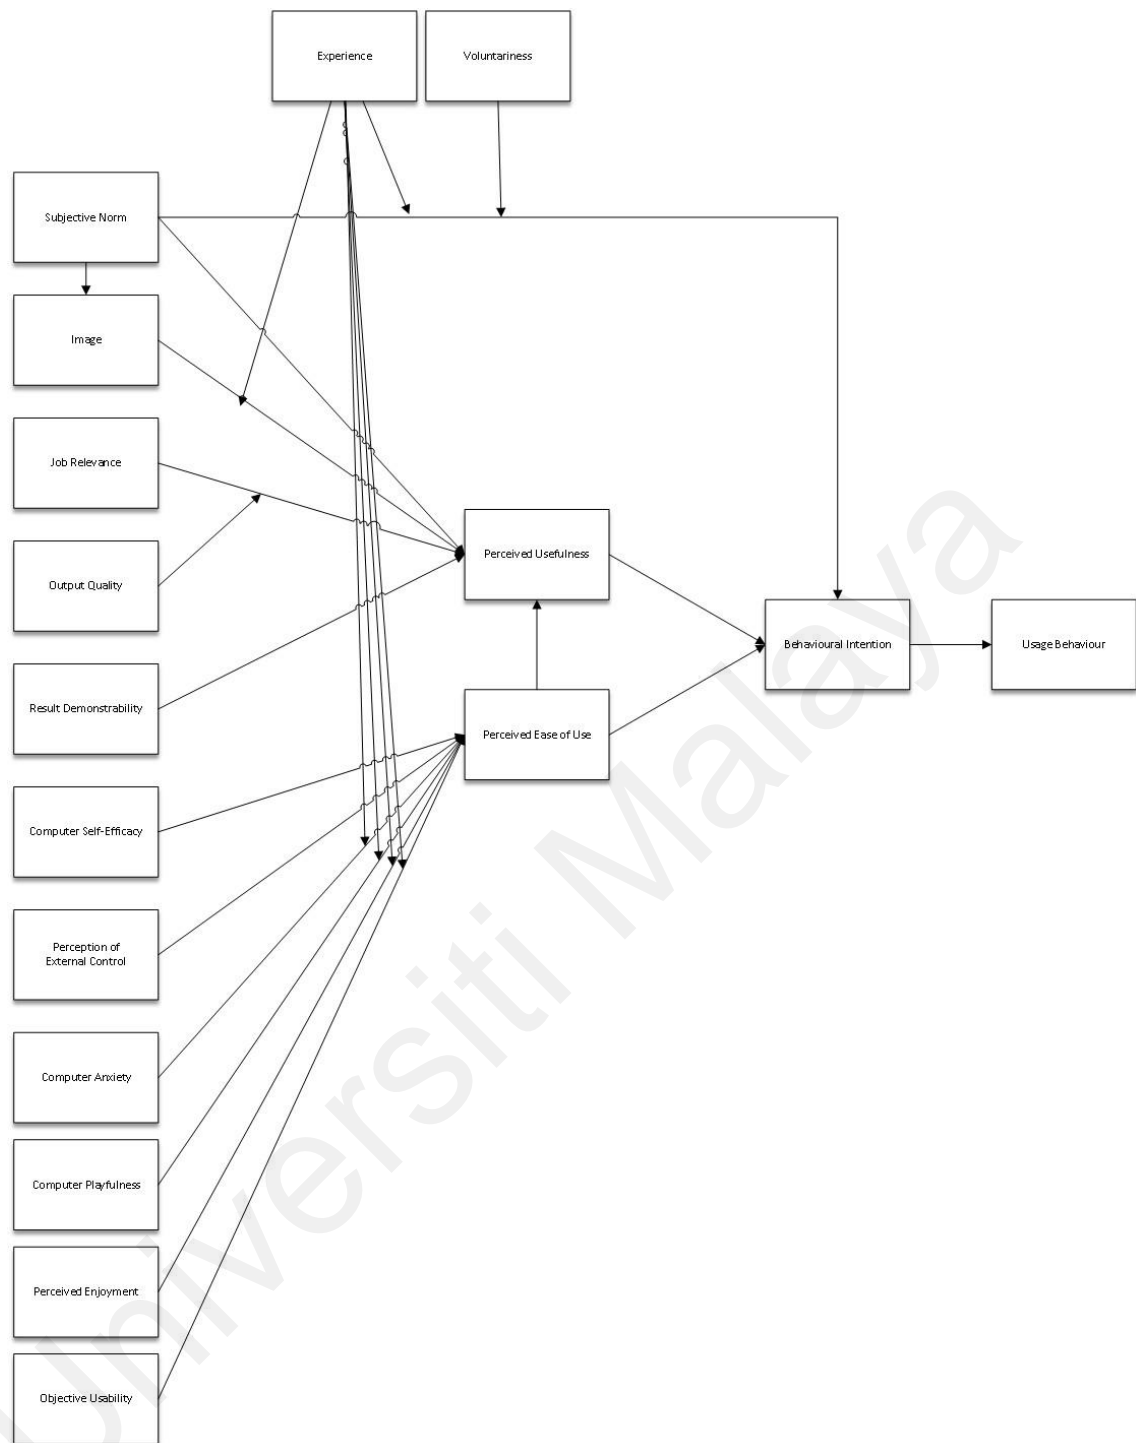 Experience
Voluntariness
Subjective Norm
Image
Job Relevance
Output Quality
Perceived Usefulness
Behavioural Intention
Usage Behaviour
Result Demonstrability
Perceived Ease of Use
Computer Self-Efficacy
Perception of
External Control
Computer Anxiety
Computer Playfulness
Perceived Enjoyment
Objective Usability
Universiti Malaya